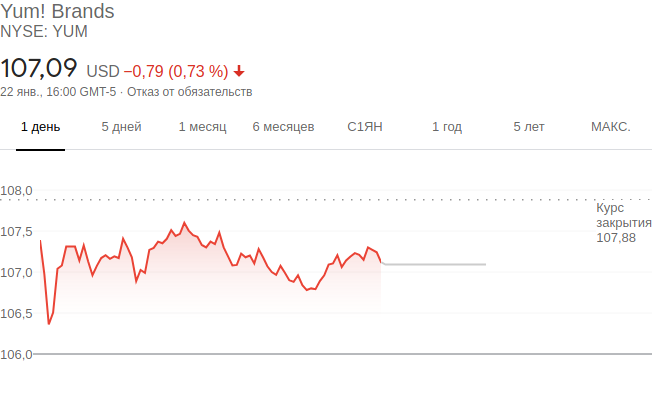 Yum! Brands
NYSE: YUM
107,09 USD −0,79 (0,73 %)
22 янв., 16:00 GMT-5 · Отказ от обязательств
1 день 5 дней 1 месяц 6 месяцев С1ЯН 1 год 5 лет МАКС.
108,0
Курс
закрытия
107,88
107,5
107,0
106,5
106,0